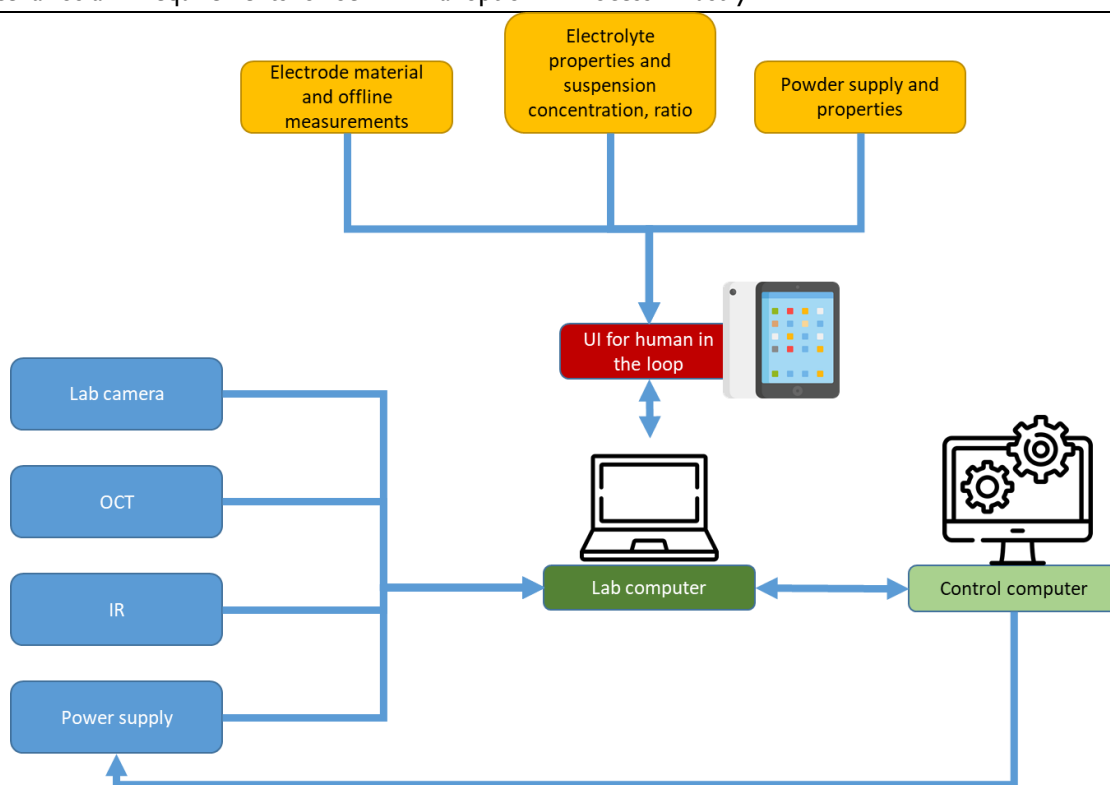 Electrode material
and offline
measurements
Electrolyte
properties and
suspension
concentration, ratio
Powder supply and
properties
UI for human in
the loop
Lab camera
OCT
IR
Power supply
Lab computer
Control computer